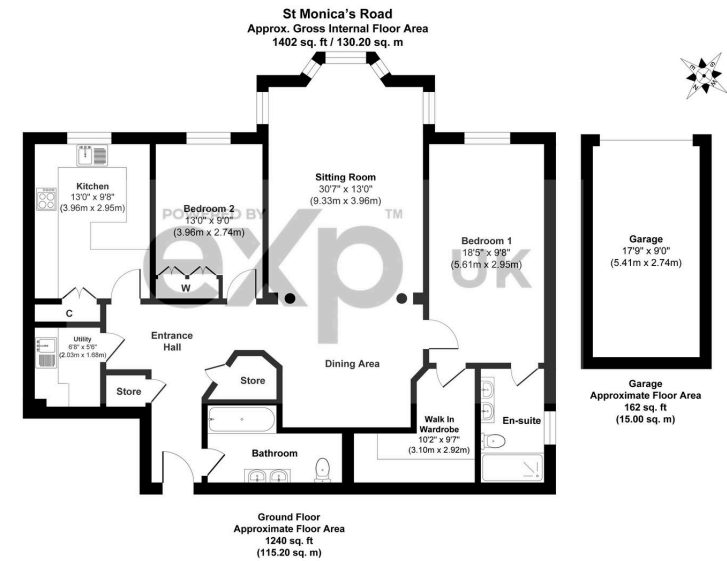 St Monica's Road
Approx. Gross Internal Floor Area
1402 sq. ft / 130.20 sq. m
Kitchen
13'0" x 9'8"
(3.96m x 2.95m)
Bedroom 2
13'0" x 9'0"
(3.96m x 2.74m)
W
Sitting Room
30'7" x 13'0"
(9.33m x 3.96m)
Bedroom 1
18'5" x 9'8"
(5.61m x 2.95m)
Garage
17'9" x 9'0"
(5.41m x 2.74m)
POWERED BY
eXp TM
UK
C
Utility
6'8" x 5'6"
(2.03m x 1.68m)
Entrance
Hall
Dining Area
Store
Store
Bathroom
Walk In
Wardrobe
10'2" x 9'7"
(3.10m x 2.92m)
En-suite
Garage
Approximate Floor Area
162 sq. ft
(15.00 sq. m)
Ground Floor
Approximate Floor Area
1240 sq. ft
(115.20 sq. m)
N
E
S
W